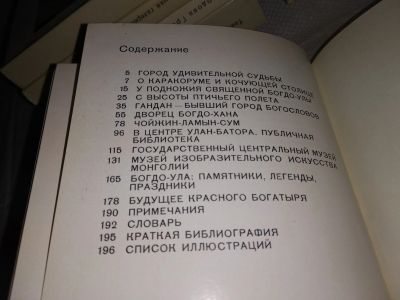 Содержание
5 ГОРОД УДИВИТЕЛЬНОЙ СУДЬБЫ
7 О КАРАКОРУМЕ И КОЧУЮЩЕЙ СТОЛИЦЕ
15 У ПОДНОЖИЯ СВЯЩЕННОЙ БОГДО-УЛЫ
25 С ВЫСОТЫ ПТИЧЬЕГО ПОЛЕТА
35 ГАНДАН — БЫВШИЙ ГОРОД БОГОСЛОВОВ
55 ДВОРЕЦ БОГДО-ХАНА
78 ЧОЙЖИН-ЛАМЫН-СУМ
96 В ЦЕНТРЕ УЛАН-БАТОРА. ПУБЛИЧНАЯ
БИБЛИОТЕКА
115 ГОСУДАРСТВЕННЫЙ ЦЕНТРАЛЬНЫЙ МУЗЕЙ
131 МУЗЕЙ ИЗОБРАЗИТЕЛЬНОГО ИСКУССТВА
МОНГОЛИИ
165 БОГДО-УЛА: ПАМЯТНИКИ, ЛЕГЕНДЫ,
ПРАЗДНИКИ
178 БУДУЩЕЕ КРАСНОГО БОГАТЫРЯ
190 ПРИМЕЧАНИЯ
192 СЛОВАРЬ
195 КРАТКАЯ БИБЛИОГРАФИЯ
196 СПИСОК ИЛЛЮСТРАЦИЙ